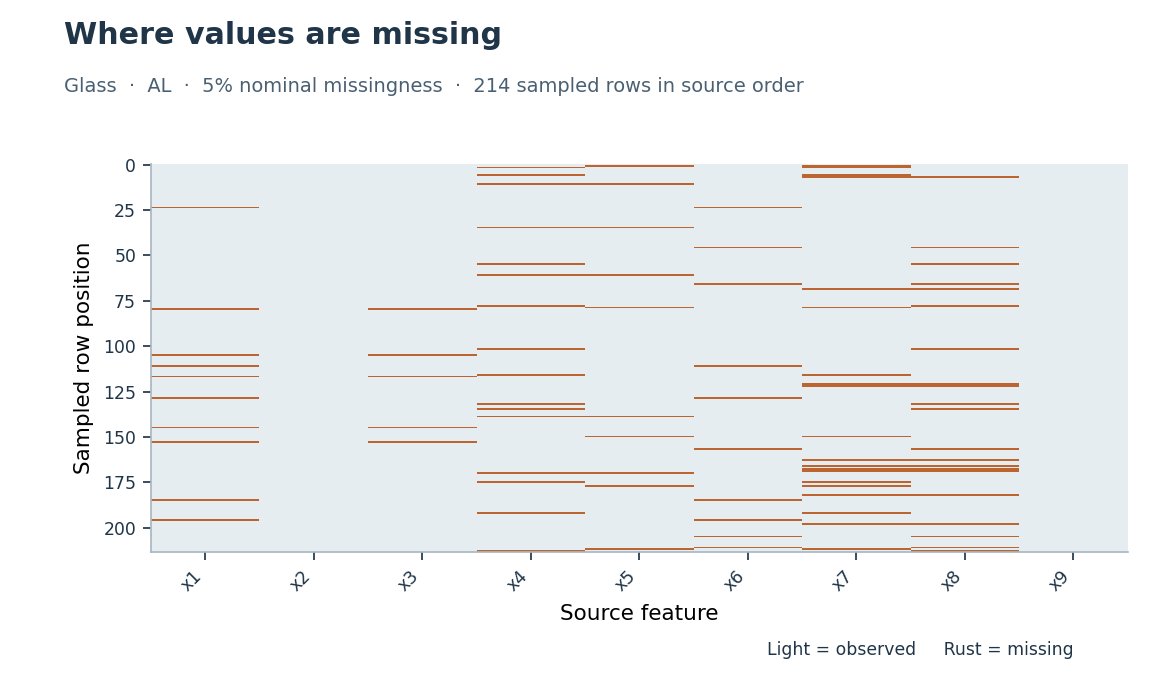 Where values are missing
Glass · AL · 5% nominal missingness · 214 sampled rows in source order
0
25
50
75
100
125
150
175
200
Sampled row position
x1 x2 x3 x4 x5 x6 x7 x8 x9
Source feature
Light = observed Rust = missing